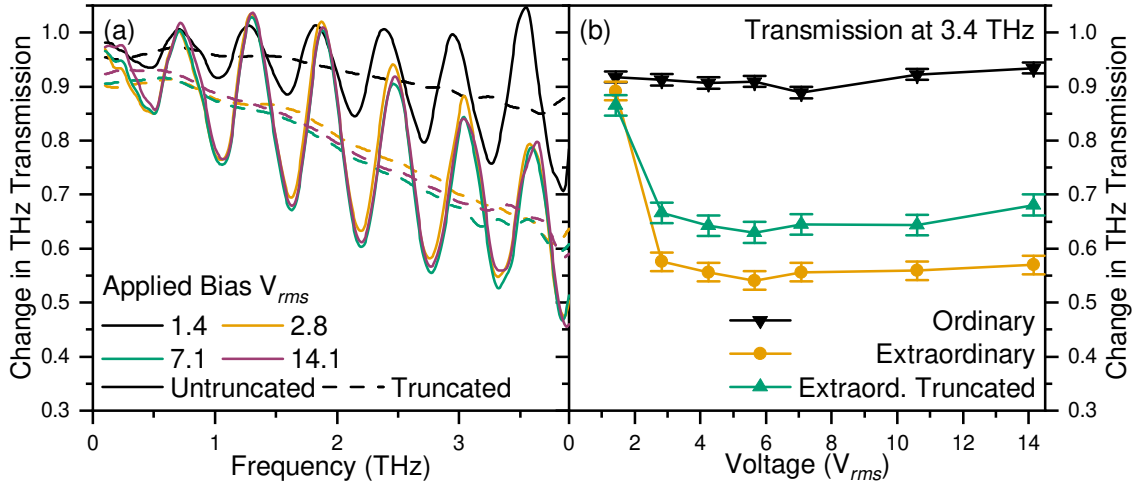 (a)
1.0
0.9
0.8
0.7
0.6
0.5
0.4
0.3
Change in THz Transmission
Applied Bias V_rms
1.4
2.8
7.1
14.1
Untruncated
Truncated
0
1
2
3
Frequency (THz)
(b)
Transmission at 3.4 THz
Ordinary
Extraordinary
Extraord. Truncated
0
2
4
6
8
10
12
14
Voltage (V_rms)
1.0
0.9
0.8
0.7
0.6
0.5
0.4
0.3
Change in THz Transmission